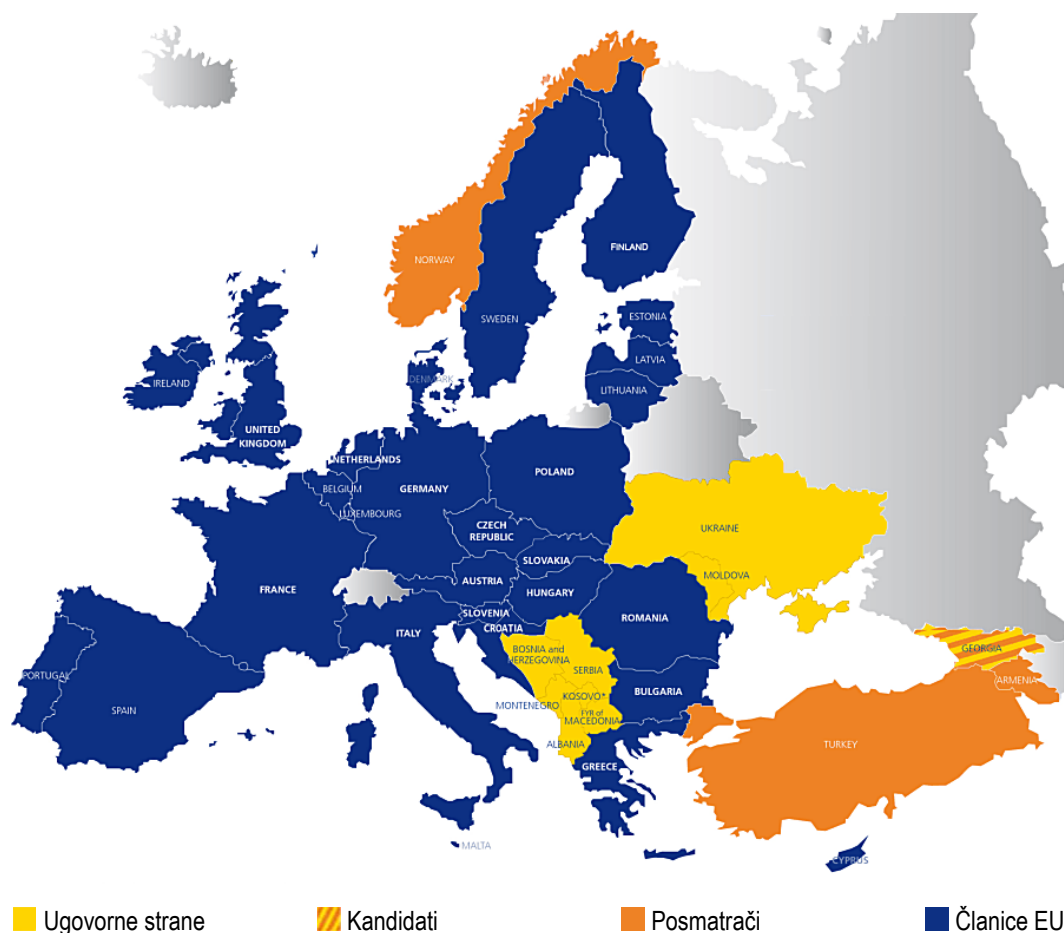 NORWAY
FINLAND
SWEDEN
ESTONIA
LATVIA
LITHUANIA
DENMARK
IRELAND
UNITED
KINGDOM
NETHERLANDS
BELGIUM
LUXEMBOURG
GERMANY
POLAND
CZECH
REPUBLIC
SLOVAKIA
AUSTRIA
HUNGARY
FRANCE
SLOVENIA
CROATIA
ITALY
ROMANIA
UKRAINE
MOLDOVA
BOSNIA and
HERZEGOVINA
SERBIA
KOSOVO*
MONTENEGRO
FYR of
MACEDONIA
ALBANIA
BULGARIA
GREECE
PORTUGAL
SPAIN
MALTA
CYPRUS
TURKEY
GEORGIA
ARMENIA
Ugovorne strane
Kandidati
Posmatrači
Članice EU